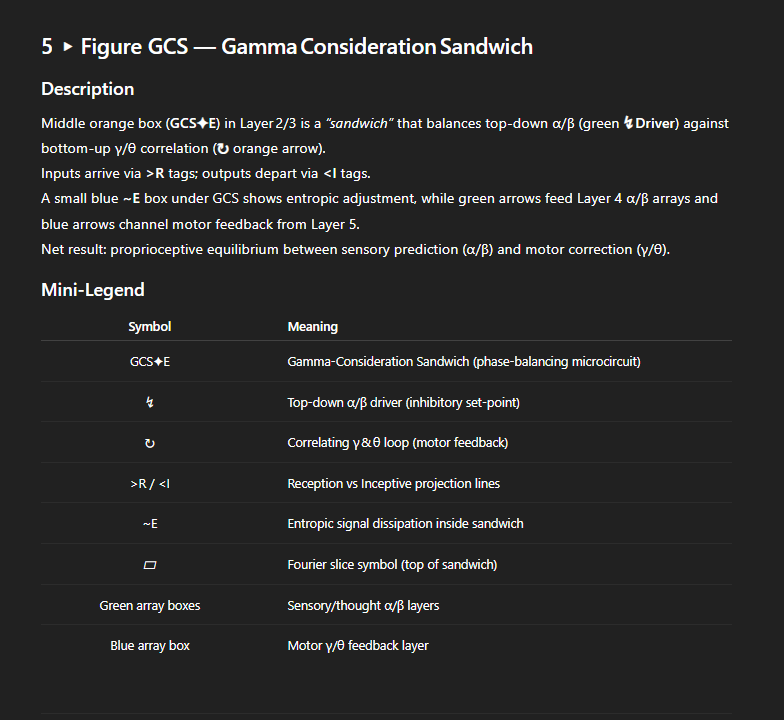 5 ▸ Figure GCS — Gamma Consideration Sandwich
Description
Middle orange box (GCS✦E) in Layer 2/3 is a “sandwich” that balances top-down α/β (green ↯ Driver) against
bottom-up γ/θ correlation (↻ orange arrow).
Inputs arrive via >R tags; outputs depart via <I tags.
A small blue ~E box under GCS shows entropic adjustment, while green arrows feed Layer 4 α/β arrays and
blue arrows channel motor feedback from Layer 5.
Net result: proprioceptive equilibrium between sensory prediction (α/β) and motor correction (γ/θ).
Mini-Legend
Symbol Meaning
GCS✦E Gamma-Consideration Sandwich (phase-balancing microcircuit)
↯ Top-down α/β driver (inhibitory set-point)
↻ Correlating γ & θ loop (motor feedback)
>R / <I Reception vs Inceptive projection lines
~E Entropic signal dissipation inside sandwich
▱ Fourier slice symbol (top of sandwich)
Green array boxes Sensory/thought α/β layers
Blue array box Motor γ/θ feedback layer